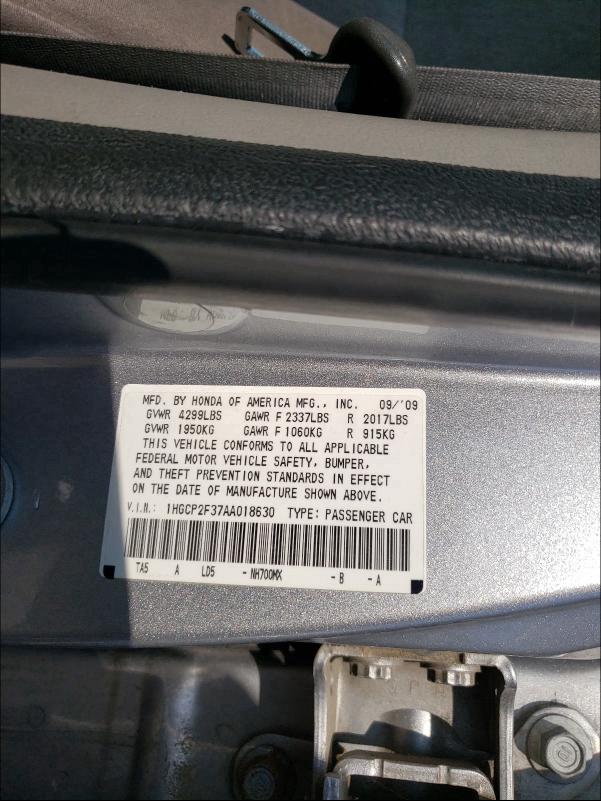 MFD. BY HONDA OF AMERICA MFG., INC. 09/'09
GVWR 4299LBS GAWR F 2337LBS R 2017LBS
GVWR 1950KG GAWR F 1060KG R 915KG
THIS VEHICLE CONFORMS TO ALL APPLICABLE
FEDERAL MOTOR VEHICLE SAFETY, BUMPER,
AND THEFT PREVENTION STANDARDS IN EFFECT
ON THE DATE OF MANUFACTURE SHOWN ABOVE.
V.I.N.: 1HGCP2F37AA018630 TYPE: PASSENGER CAR
TA5 A LD5 -NH700MX -B -A